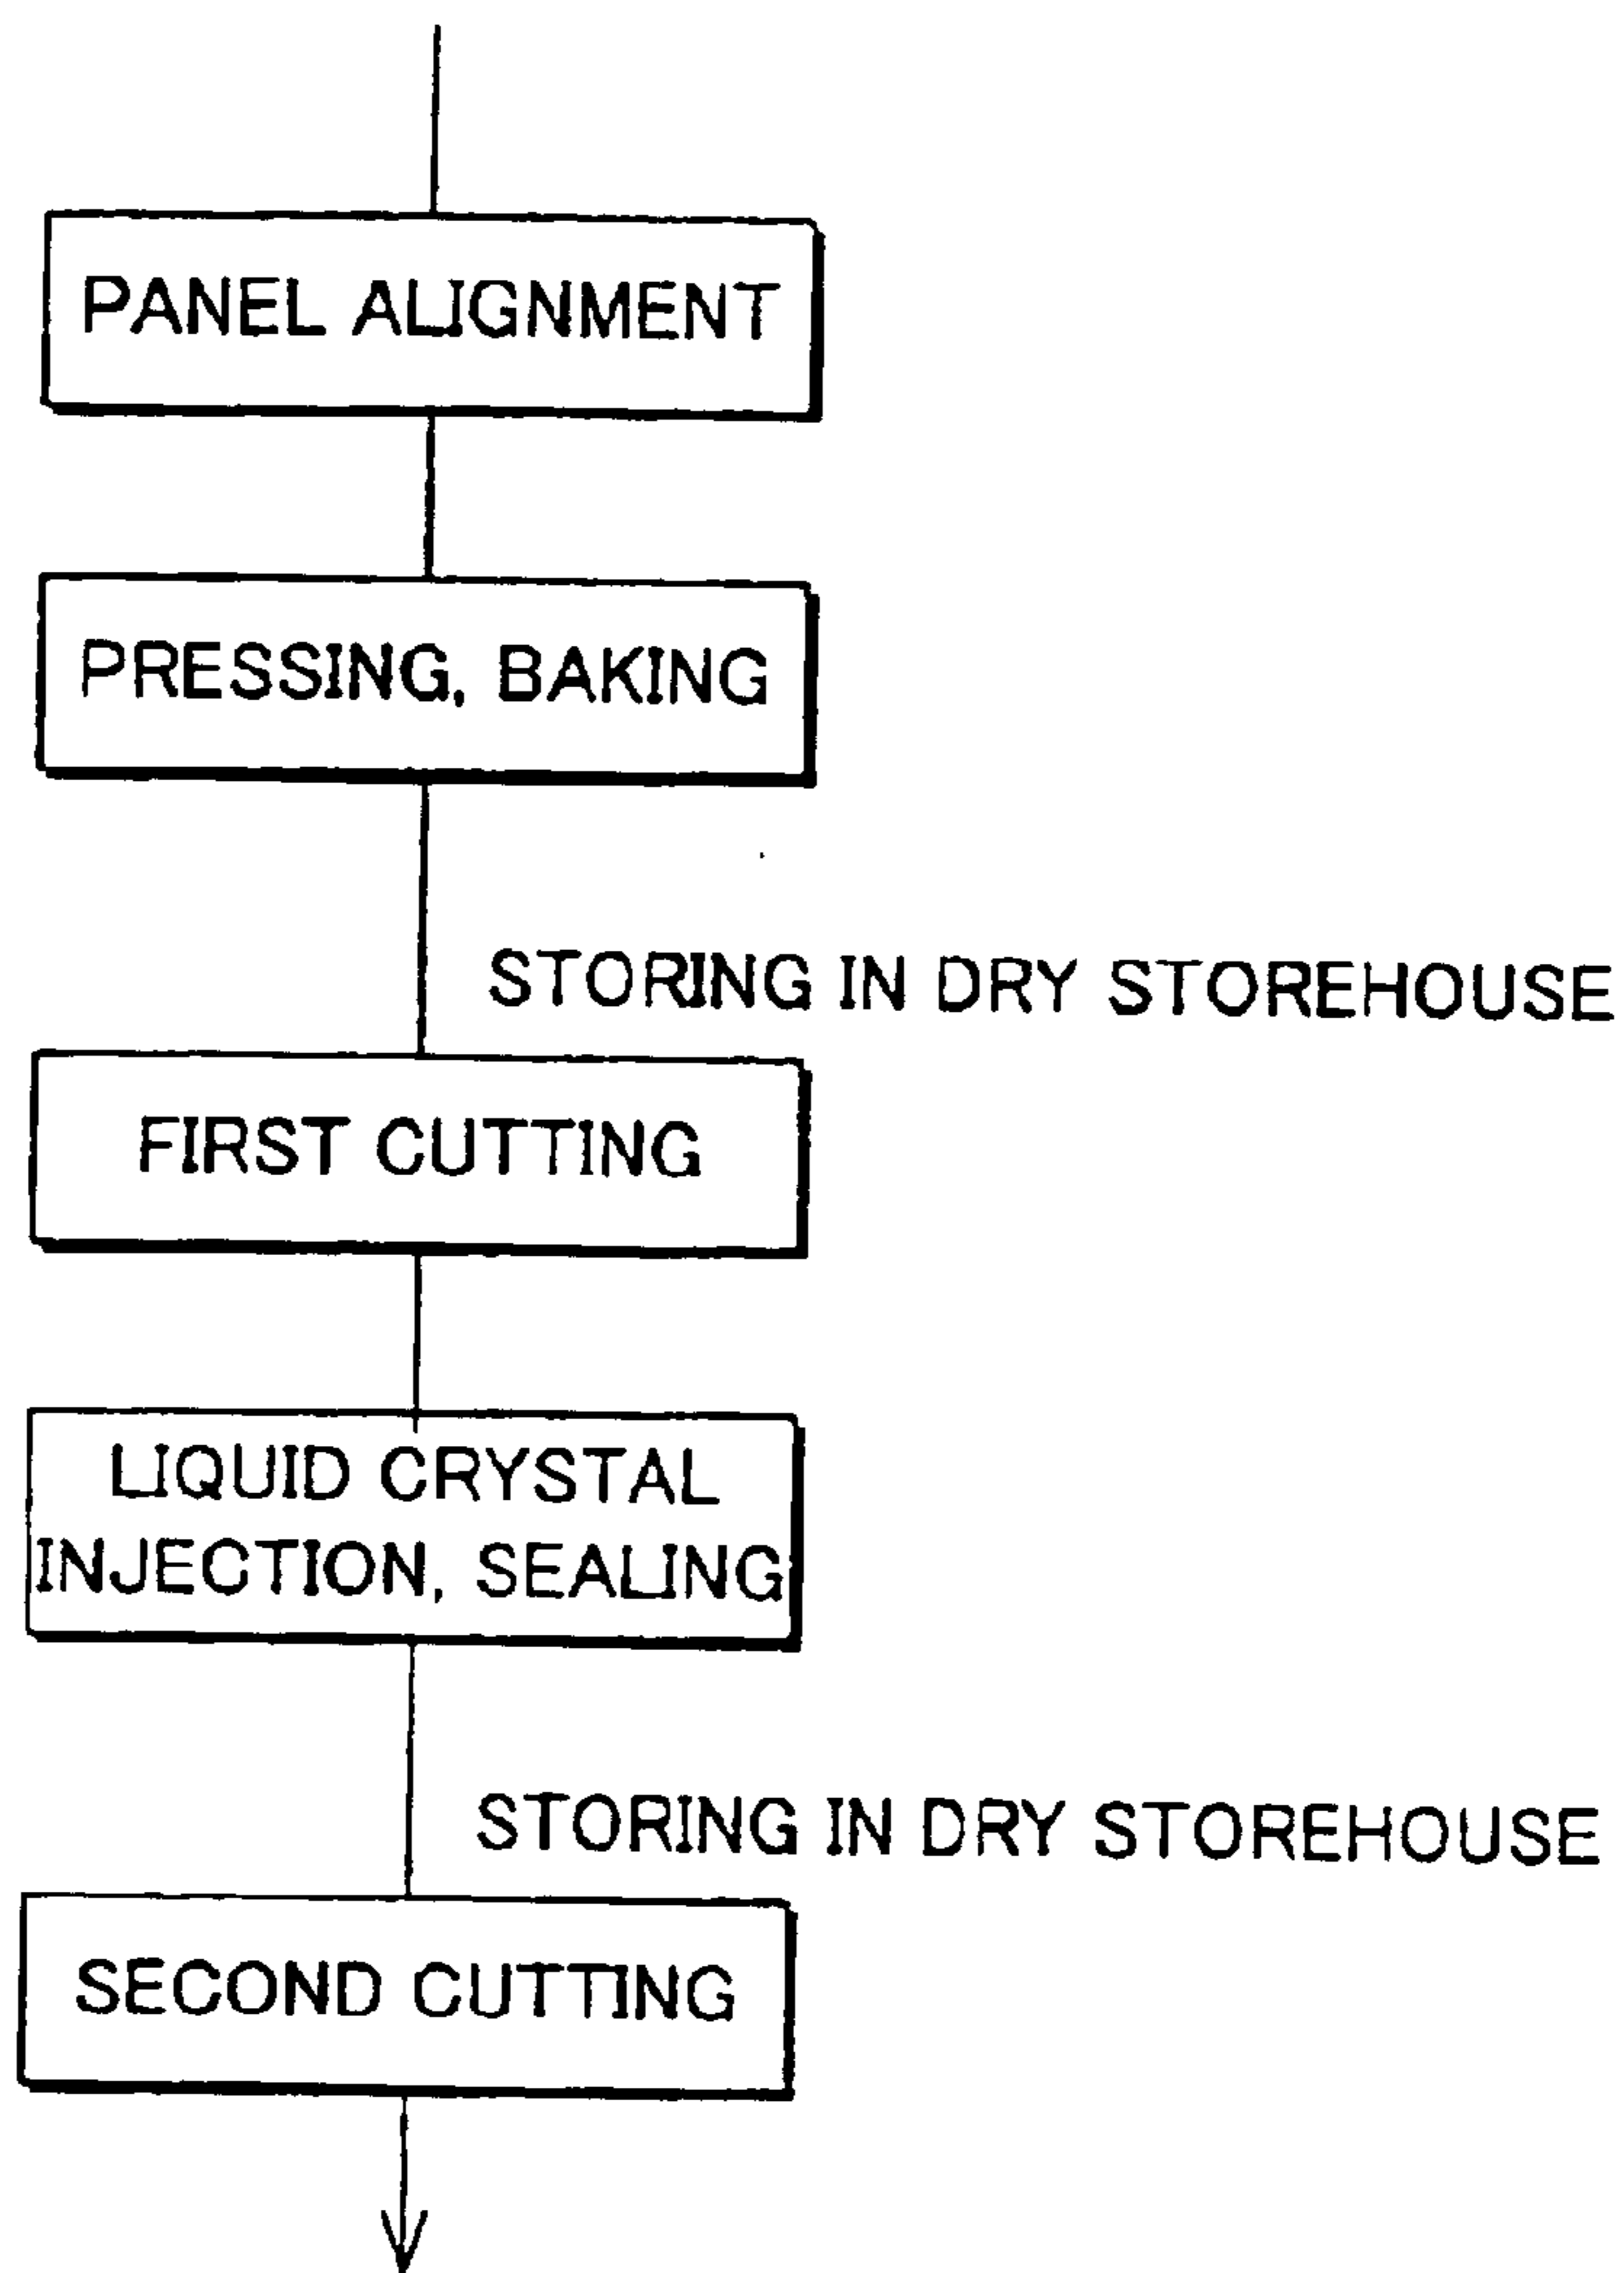 PANEL ALIGNMENT
PRESSING, BAKING
STORING IN DRY STOREHOUSE
FIRST CUTTING
LIQUID CRYSTAL
INJECTION, SEALING
STORING IN DRY STOREHOUSE
SECOND CUTTING